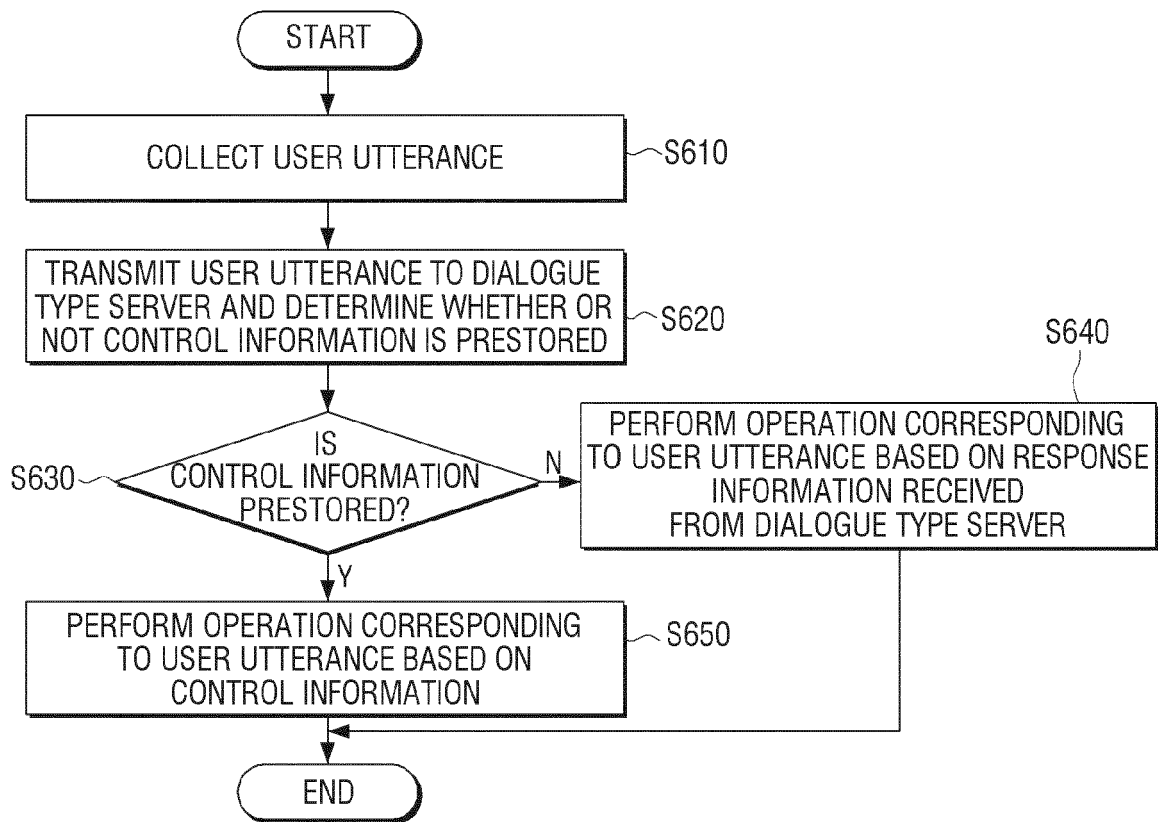 START
COLLECT USER UTTERANCE
S610
TRANSMIT USER UTTERANCE TO DIALOGUE
TYPE SERVER AND DETERMINE WHETHER OR
NOT CONTROL INFORMATION IS PRESTORED
S620
IS
CONTROL INFORMATION
PRESTORED?
S630
N
S640
PERFORM OPERATION CORRESPONDING
TO USER UTTERANCE BASED ON RESPONSE
INFORMATION RECEIVED
FROM DIALOGUE TYPE SERVER
Y
PERFORM OPERATION CORRESPONDING
TO USER UTTERANCE BASED ON
CONTROL INFORMATION
S650
END